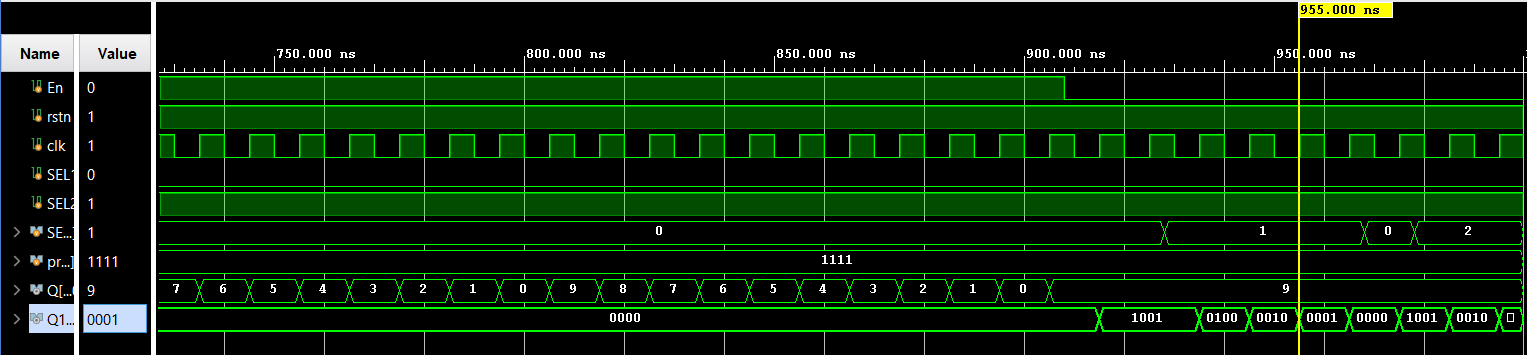 955.000 ns
Name Value 750.000 ns 800.000 ns 850.000 ns 900.000 ns 950.000 ns
En 0
rstn 1
clk 1
SEL1 0
SEL2 1
SE...] 1 0 1 0 2
pr...] 1111 1111
Q[... 9 7 6 5 4 3 2 1 0 9 8 7 6 5 4 3 2 1 0 9
Q1... 0001 0000 1001 0100 0010 0001 0000 1001 0010